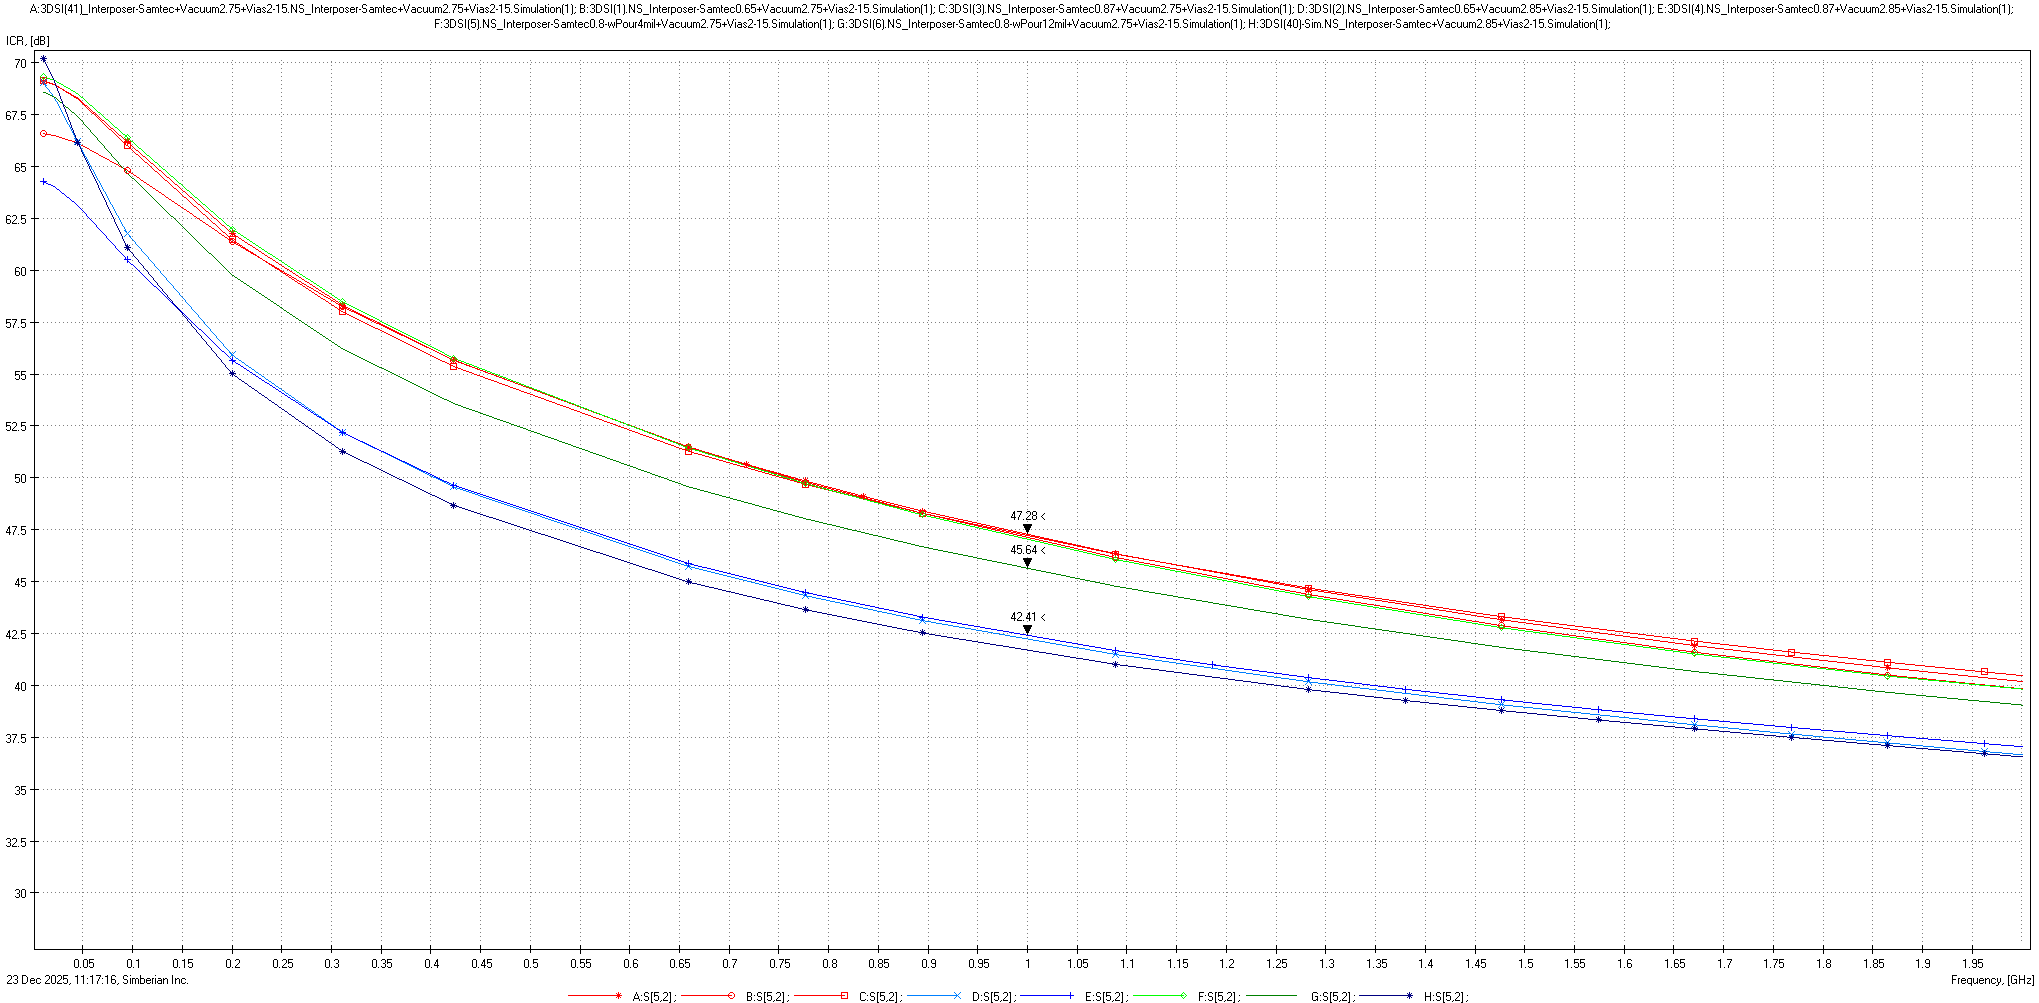 A:3DSI(41)_Interposer-Samtec+Vacuum2.75+Vias2-15.NS_Interposer-Samtec+Vacuum2.75+Vias2-15.Simulation(1); B:3DSI(1).NS_Interposer-Samtec0.65+Vacuum2.75+Vias2-15.Simulation(1); C:3DSI(3).NS_Interposer-Samtec0.87+Vacuum2.75+Vias2-15.Simulation(1); D:3DSI(2).NS_Interposer-Samtec0.65+Vacuum2.85+Vias2-15.Simulation(1); E:3DSI(4).NS_Interposer-Samtec0.87+Vacuum2.85+Vias2-15.Simulation(1);
F:3DSI(5).NS_Interposer-Samtec0.8-wPour4mil+Vacuum2.75+Vias2-15.Simulation(1); G:3DSI(6).NS_Interposer-Samtec0.8-wPour12mil+Vacuum2.75+Vias2-15.Simulation(1); H:3DSI(40)-Sim.NS_Interposer-Samtec+Vacuum2.85+Vias2-15.Simulation(1);
ICR, [dB]
70
67.5
65
62.5
60
57.5
55
52.5
50
47.5
45
42.5
40
37.5
35
32.5
30
47.28 <
45.64 <
42.41 <
0.05 0.1 0.15 0.2 0.25 0.3 0.35 0.4 0.45 0.5 0.55 0.6 0.65 0.7 0.75 0.8 0.85 0.9 0.95 1 1.05 1.1 1.15 1.2 1.25 1.3 1.35 1.4 1.45 1.5 1.55 1.6 1.65 1.7 1.75 1.8 1.85 1.9 1.95
23 Dec 2025, 11:17:16, Simberian Inc.
Frequency, [GHz]
A:S[5,2]; B:S[5,2]; C:S[5,2]; D:S[5,2]; E:S[5,2]; F:S[5,2]; G:S[5,2]; H:S[5,2];